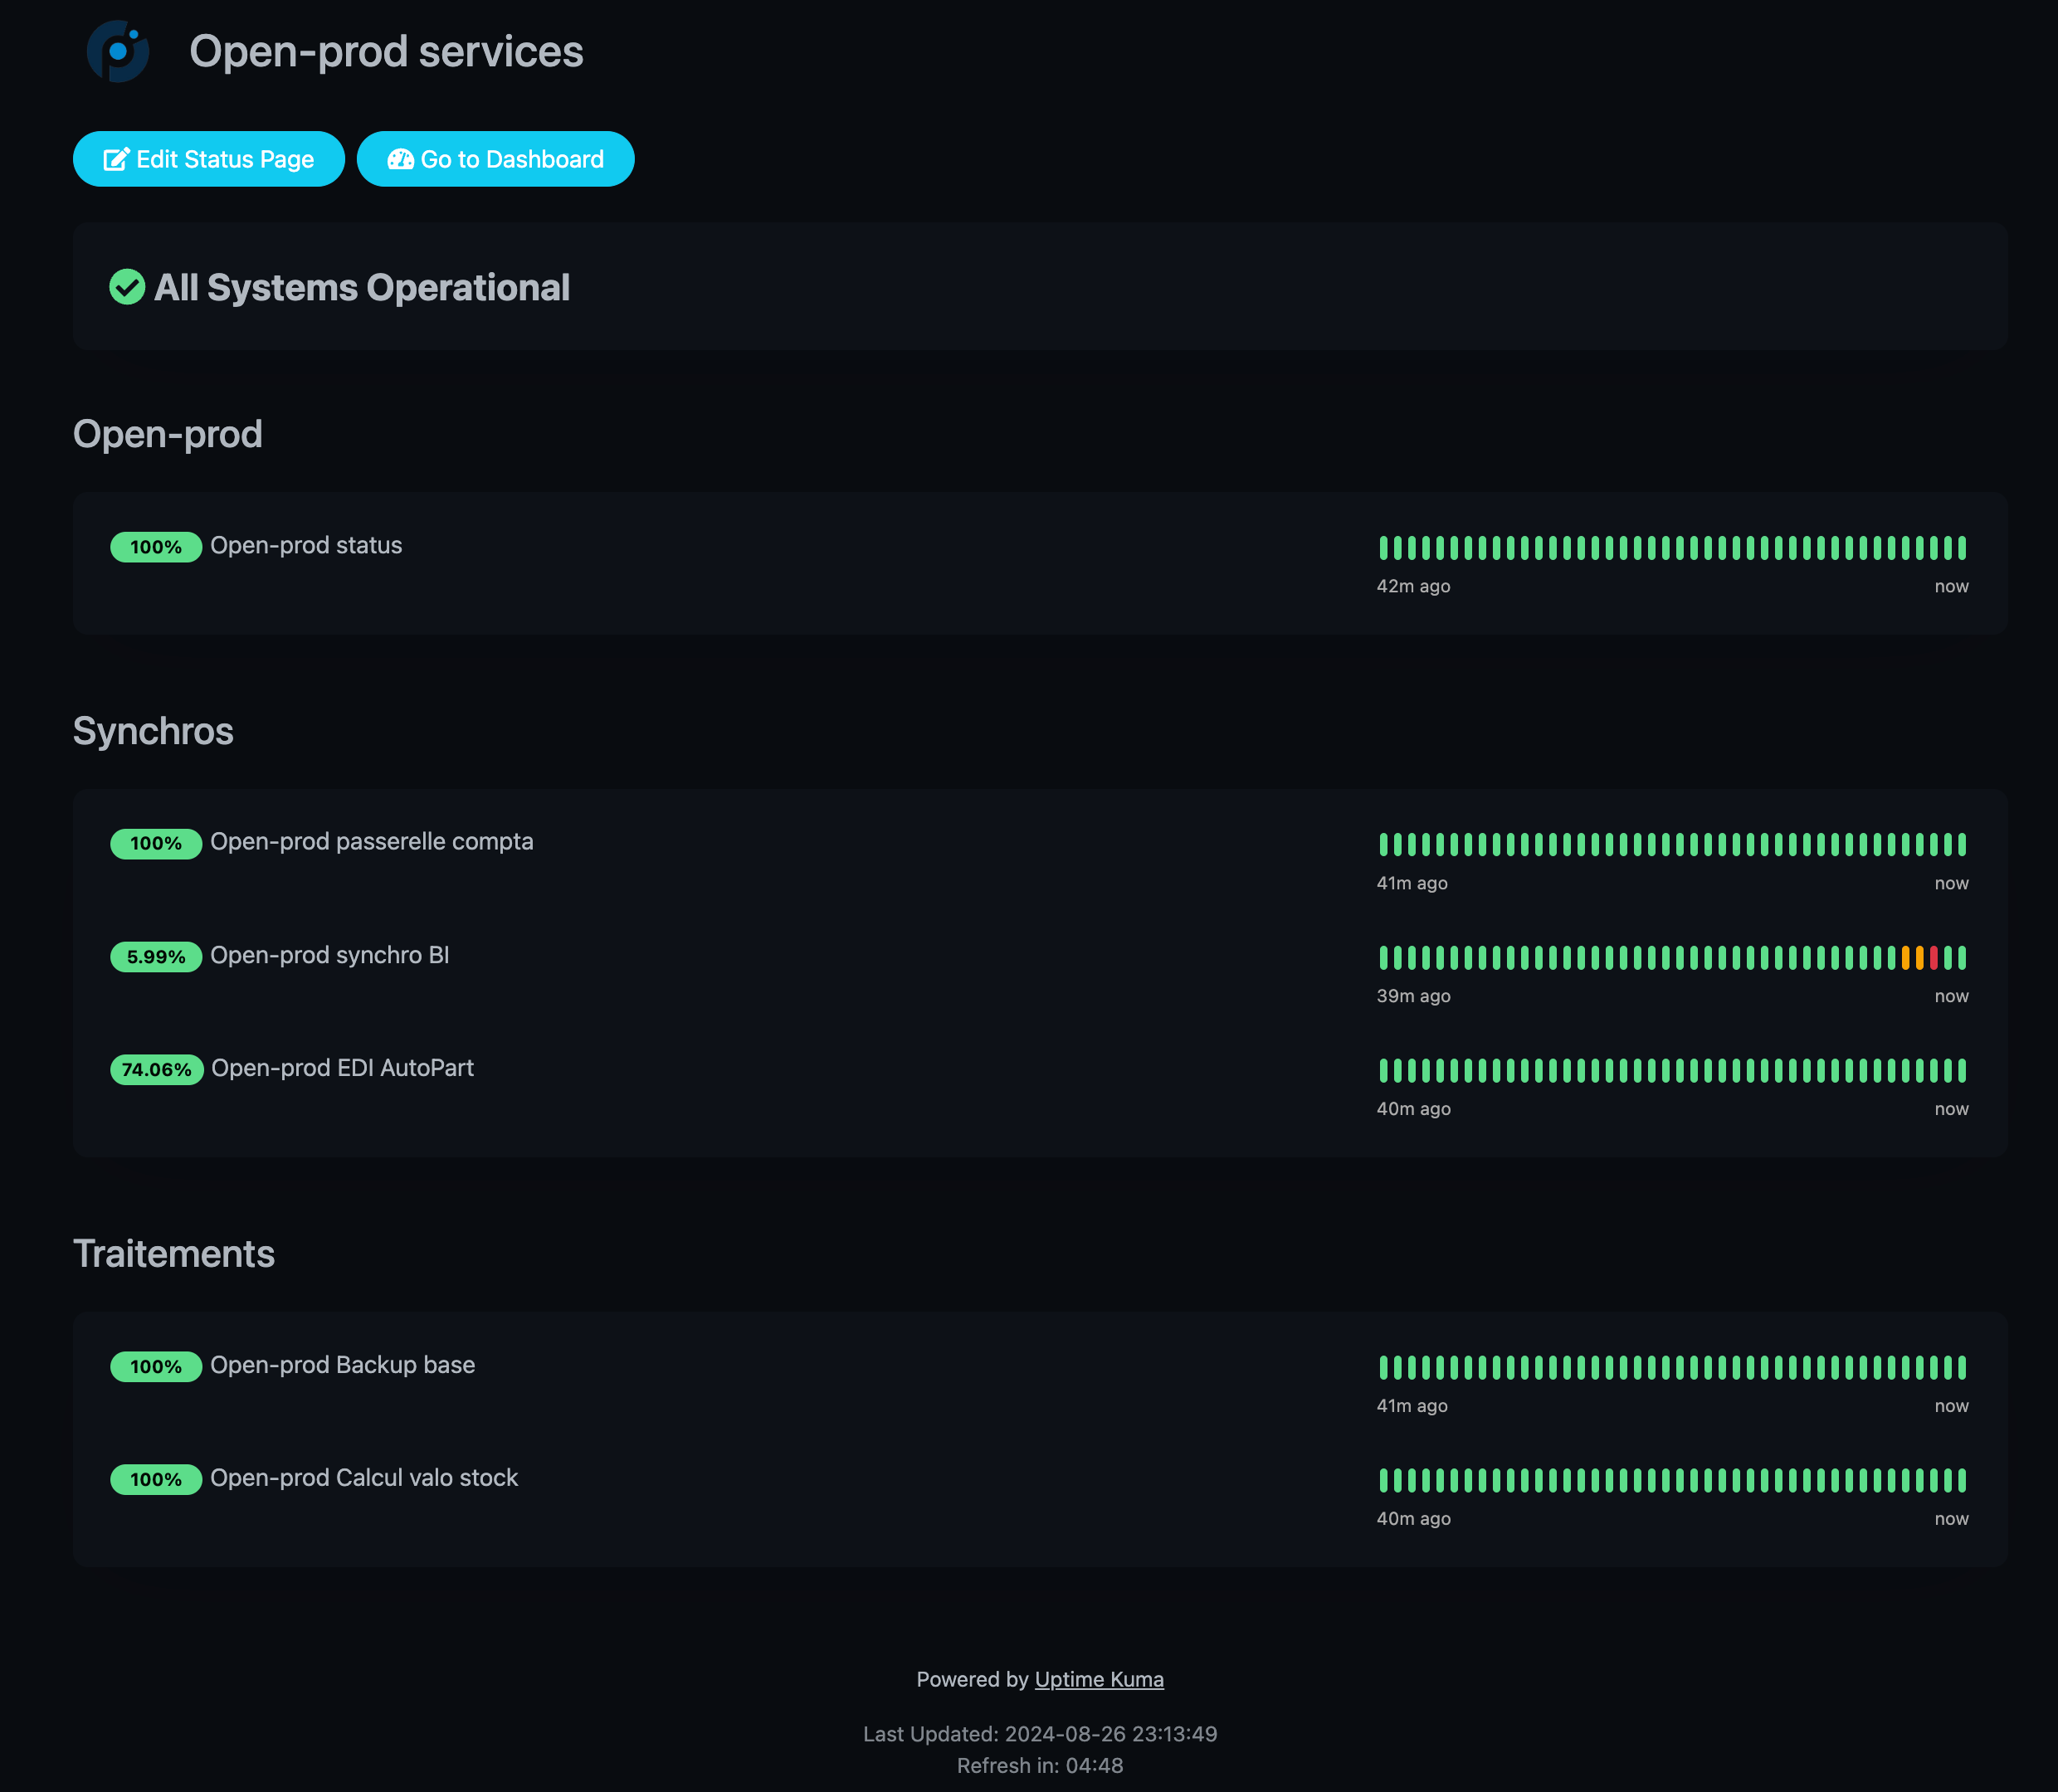 Open-prod services
Edit Status Page
Go to Dashboard
All Systems Operational
Open-prod
100% Open-prod status
42m ago now
Synchros
100% Open-prod passerelle compta
41m ago now
5.99% Open-prod synchro BI
39m ago now
74.06% Open-prod EDI AutoPart
40m ago now
Traitements
100% Open-prod Backup base
41m ago now
100% Open-prod Calcul valo stock
40m ago now
Powered by Uptime Kuma
Last Updated: 2024-08-26 23:13:49
Refresh in: 04:48